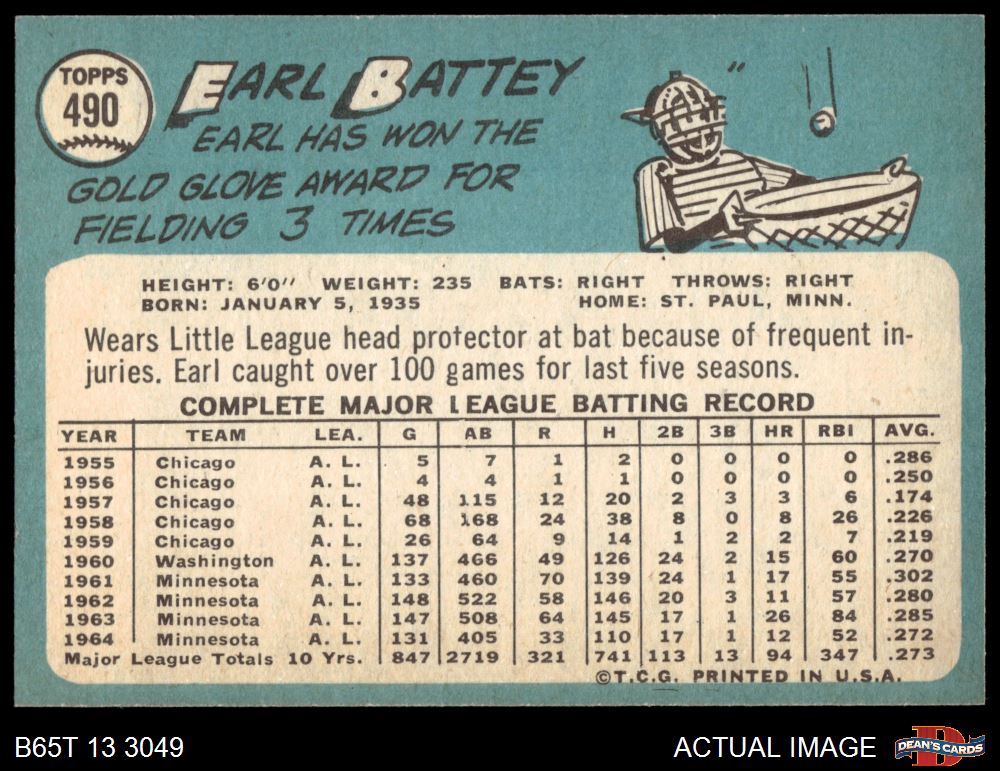 TOPPS
490
EARL BATTEY
EARL HAS WON THE
GOLD GLOVE AWARD FOR
FIELDING 3 TIMES
HEIGHT: 6'0" WEIGHT: 235 BATS: RIGHT THROWS: RIGHT
BORN: JANUARY 5, 1935 HOME: ST. PAUL, MINN.
Wears Little League head protector at bat because of frequent in-
juries. Earl caught over 100 games for last five seasons.
COMPLETE MAJOR LEAGUE BATTING RECORD
YEAR TEAM LEA. G AB R H 2B 3B HR RBI AVG.
1955 Chicago A. L. 5 7 1 2 0 0 0 0 .286
1956 Chicago A. L. 4 4 1 1 0 0 0 0 .250
1957 Chicago A. L. 48 115 12 20 2 3 3 6 .174
1958 Chicago A. L. 68 168 24 38 8 0 8 26 .226
1959 Chicago A. L. 26 64 9 14 1 2 2 7 .219
1960 Washington A. L. 137 466 49 126 24 2 15 60 .270
1961 Minnesota A. L. 133 460 70 139 24 1 17 55 .302
1962 Minnesota A. L. 148 522 58 146 20 3 11 57 .280
1963 Minnesota A. L. 147 508 64 145 17 1 26 84 .285
1964 Minnesota A. L. 131 405 33 110 17 1 12 52 .272
Major League Totals 10 Yrs. 847 2719 321 741 113 13 94 347 .273
©T.C.G. PRINTED IN U.S.A.
B65T 13 3049 ACTUAL IMAGE DEAN'S CARDS